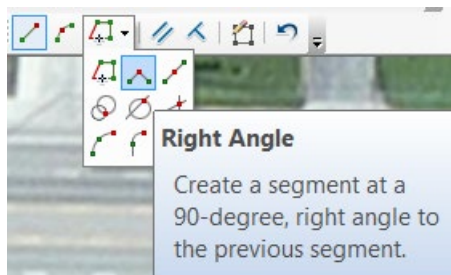 Right Angle
Create a segment at a
90-degree, right angle to
the previous segment.